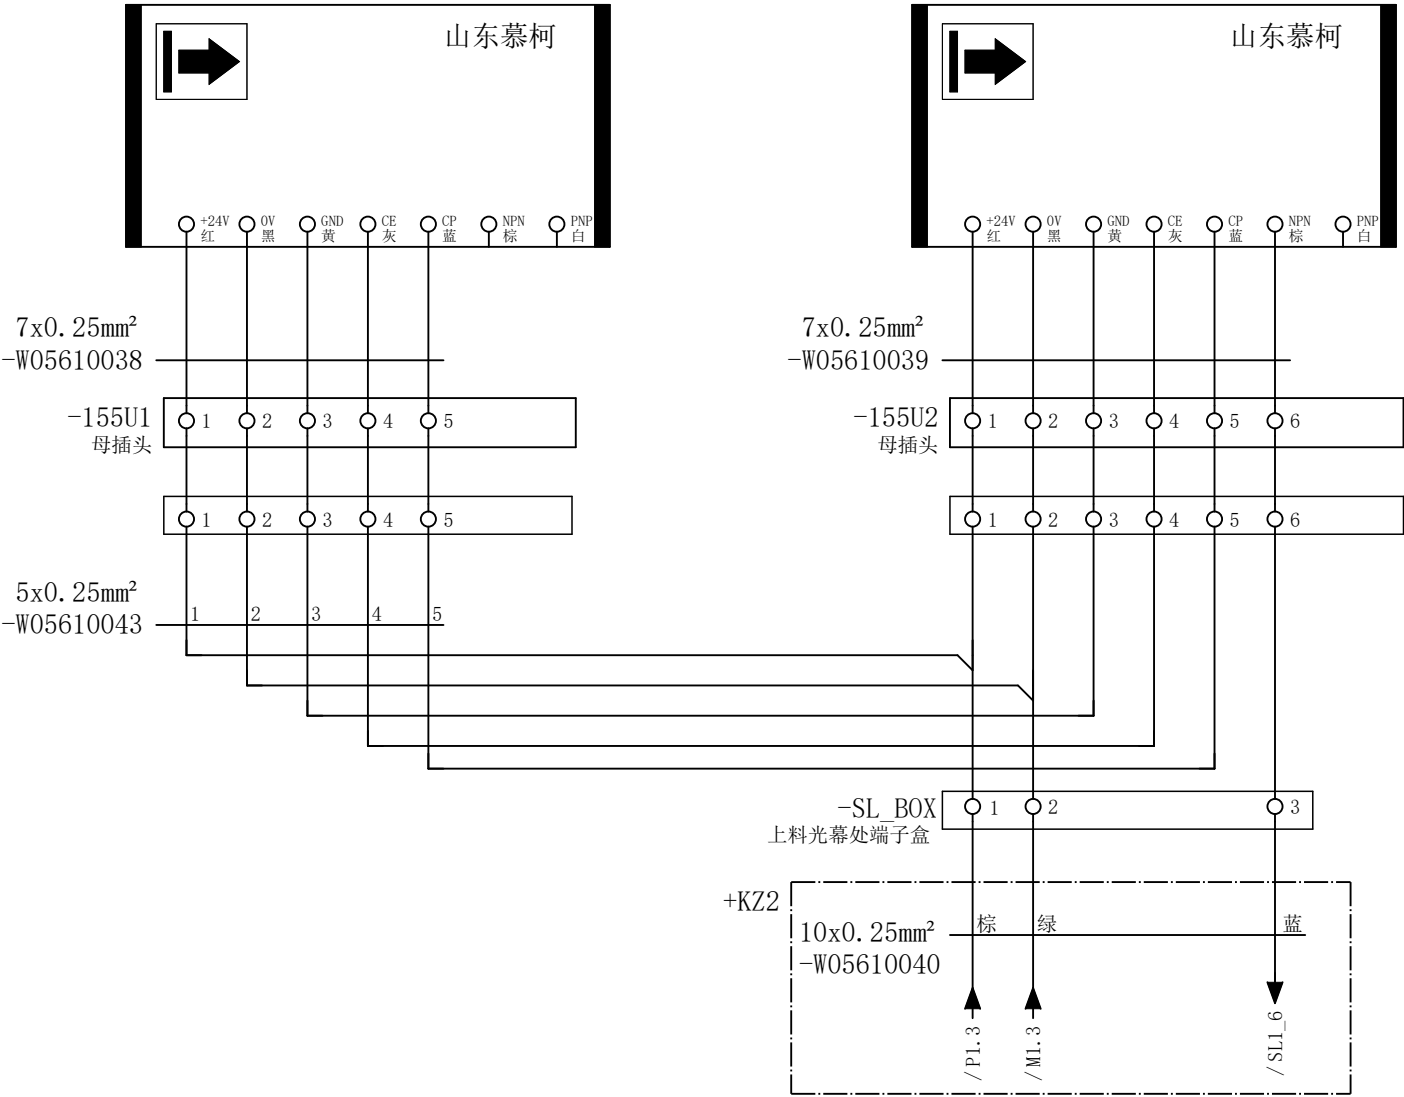 山东慕柯
山东慕柯
+24V 0V GND CE CP NPN PNP
红 黑 黄 灰 蓝 棕 白
+24V 0V GND CE CP NPN PNP
红 黑 黄 灰 蓝 棕 白
7x0.25mm²
-W05610038
7x0.25mm²
-W05610039
-155U1 1 2 3 4 5
母插头
-155U2 1 2 3 4 5 6
母插头
1 2 3 4 5
1 2 3 4 5 6
5x0.25mm²
-W05610043 1 2 3 4 5
-SL_BOX 1 2 3
上料光幕处端子盒
+KZ2
10x0.25mm² 棕 绿 蓝
-W05610040
/P1.3
/M1.3
/SL1_6